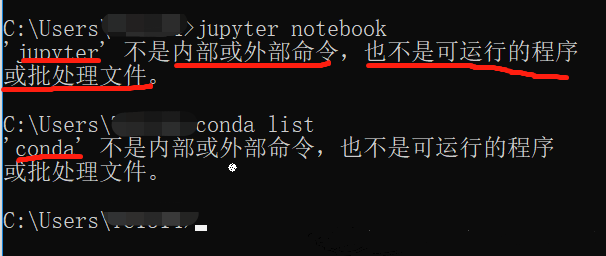 C:\Users\ >jupyter notebook
'jupyter' 不是内部或外部命令，也不是可运行的程序
或批处理文件。
C:\Users\ conda list
'conda' 不是内部或外部命令，也不是可运行的程序
或批处理文件。
C:\Users\